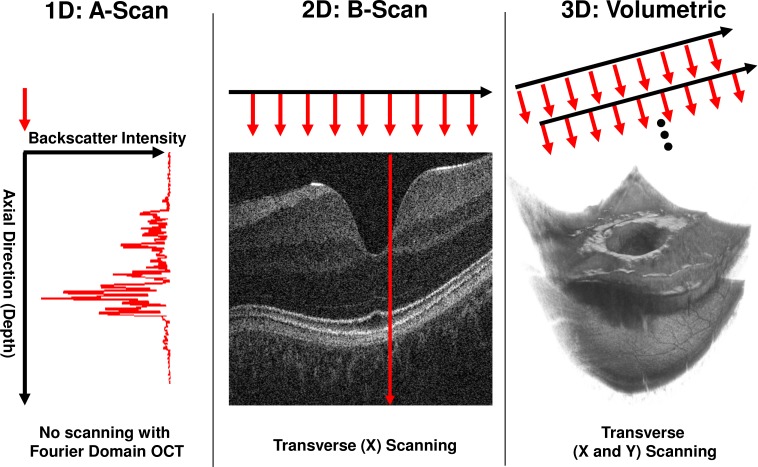 1D: A-Scan
Backscatter Intensity
Axial Direction (Depth)
No scanning with
Fourier Domain OCT
2D: B-Scan
Transverse (X) Scanning
3D: Volumetric
Transverse
(X and Y) Scanning